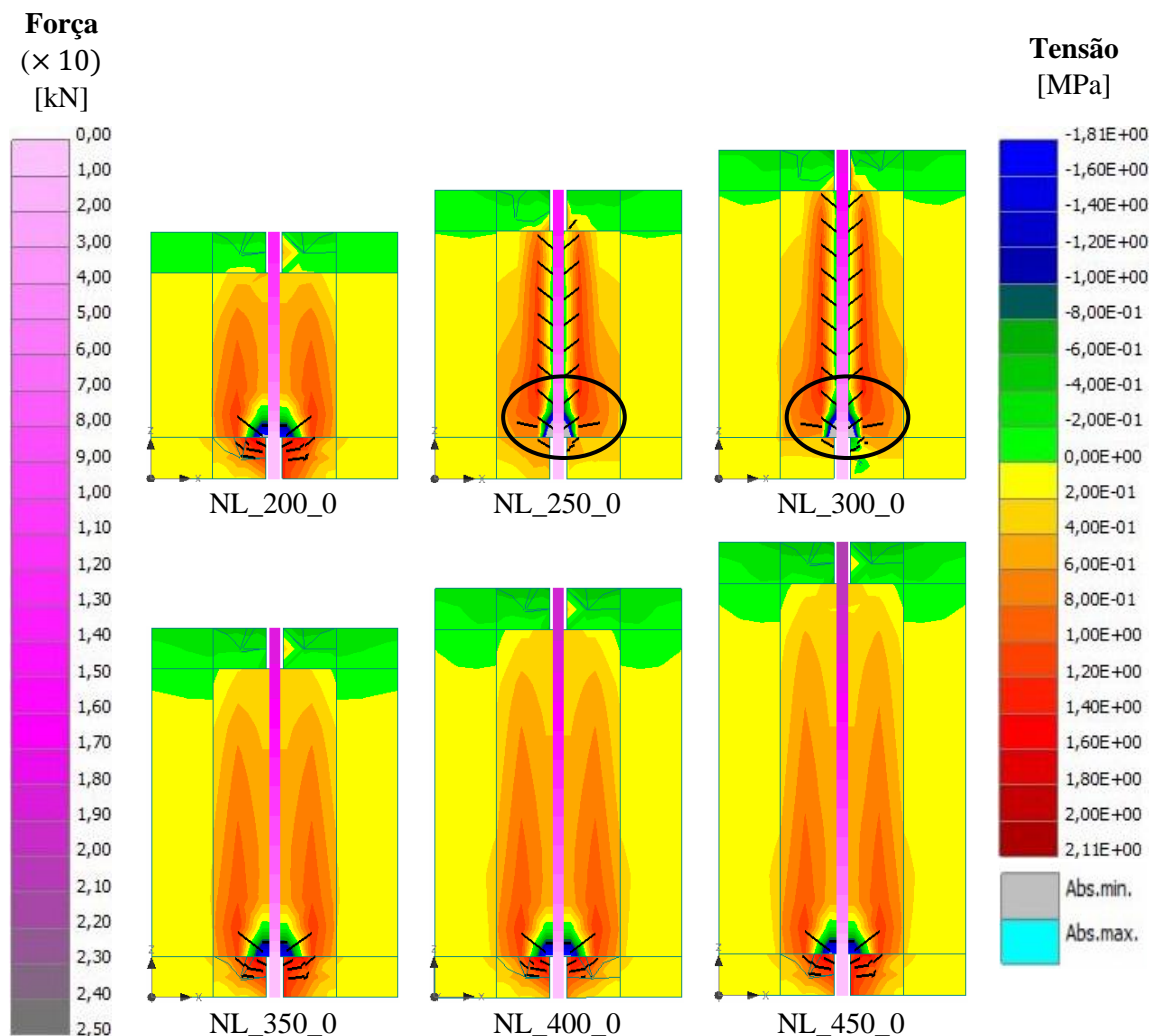 Força
(× 10)
[kN]
0,00
1,00
2,00
3,00
4,00
5,00
6,00
7,00
8,00
9,00
1,00
1,10
1,20
1,30
1,40
1,50
1,60
1,70
1,80
1,90
2,00
2,10
2,20
2,30
2,40
2,50
z
x
NL_200_0
z
x
NL_250_0
z
x
NL_300_0
z
x
NL_350_0
z
x
NL_400_0
z
x
NL_450_0
Tensão
[MPa]
-1,81E+00
-1,60E+00
-1,40E+00
-1,20E+00
-1,00E+00
-8,00E-01
-6,00E-01
-4,00E-01
-2,00E-01
0,00E+00
2,00E-01
4,00E-01
6,00E-01
8,00E-01
1,00E+00
1,20E+00
1,40E+00
1,60E+00
1,80E+00
2,00E+00
2,11E+00
Abs.min.
Abs.max.